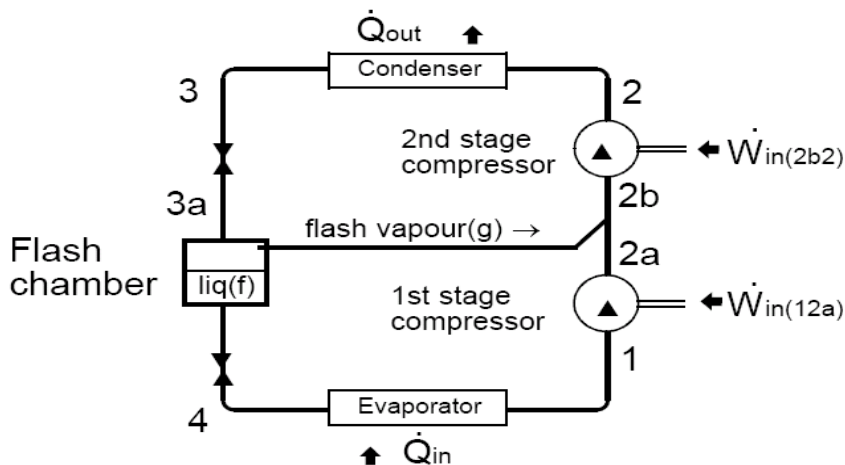 Q̇out
Condenser
3
2
2nd stage
compressor
Ẇin(2b2)
3a
2b
flash vapour(g) →
Flash
chamber
liq(f)
2a
1st stage
compressor
Ẇin(12a)
1
4
Evaporator
Q̇in